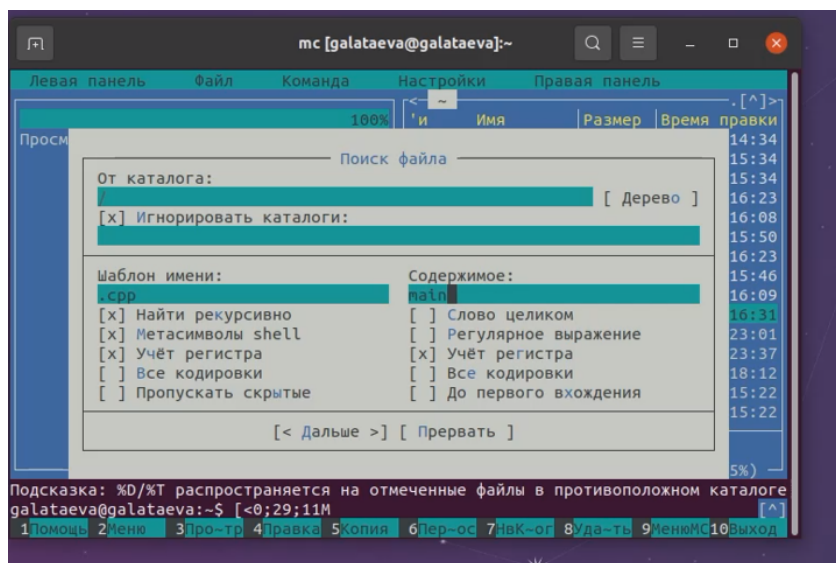 mc [galataeva@galataeva]:~
Левая панель Файл Команда Настройки Правая панель
<- ~ .[^]>
100% 'и Имя Размер Время правки
Просм 14:34
Поиск файла 15:34
От каталога: 15:34
/ [ Дерево ] 16:23
[x] Игнорировать каталоги: 16:08
15:50
16:23
Шаблон имени: Содержимое: 15:46
.cpp main 16:09
[x] Найти рекурсивно [ ] Слово целиком 16:31
[x] Метасимволы shell [ ] Регулярное выражение 23:01
[x] Учёт регистра [x] Учёт регистра 23:37
[ ] Все кодировки [ ] Все кодировки 18:12
[ ] Пропускать скрытые [ ] До первого вхождения 15:22
15:22
[< Дальше >] [ Прервать ]
5%)
Подсказка: %D/%T распространяется на отмеченные файлы в противоположном каталоге
galataeva@galataeva:~$ [<0;29;11M [^]
1Помощь 2Меню 3Про~тр 4Правка 5Копия 6Пер~ос 7НвК~ог 8Уда~ть 9МенюMC 10Выход